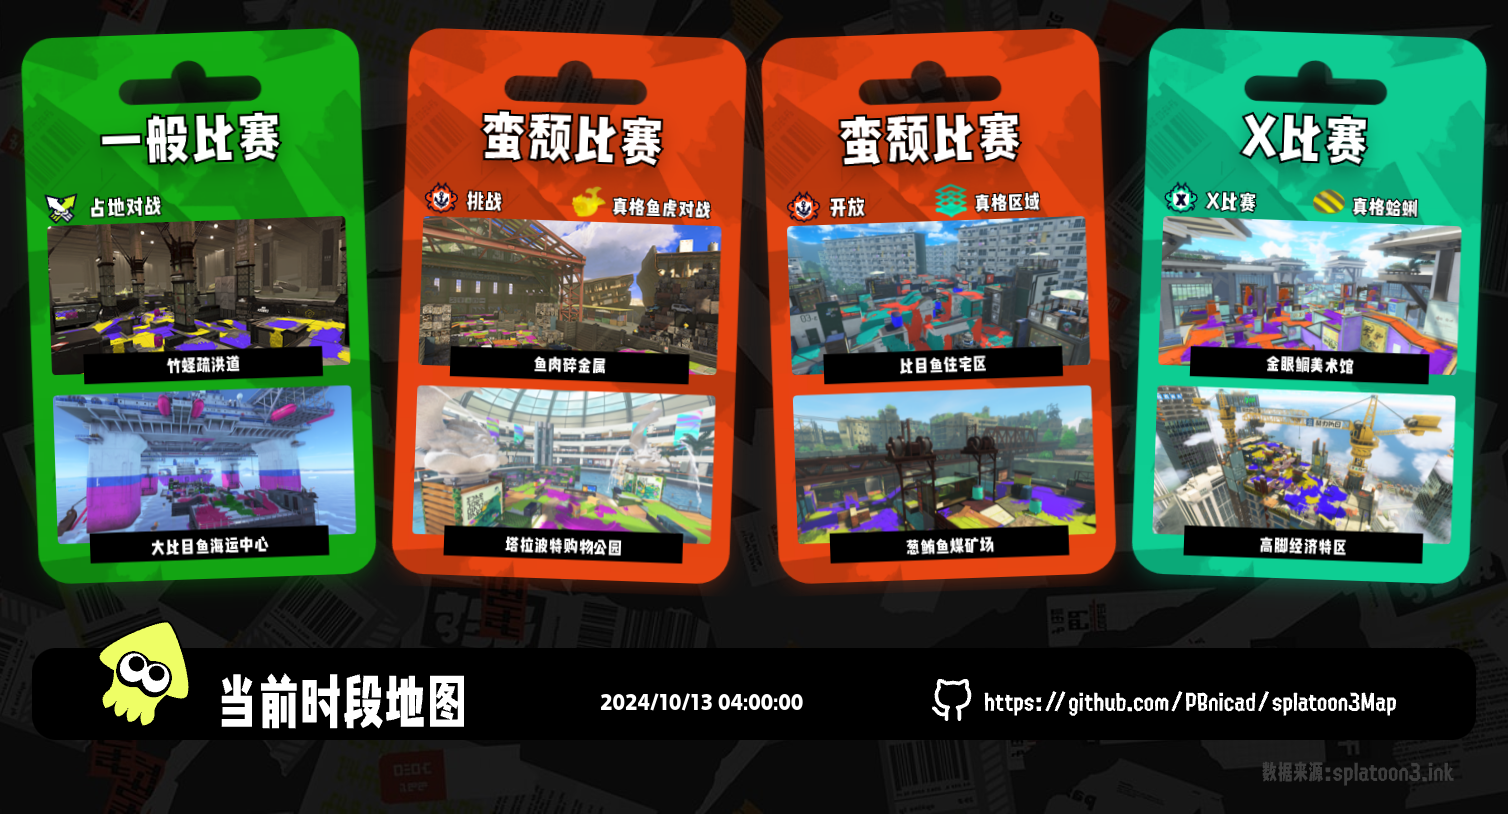 一般比赛
占地对战
竹蛏疏洪道
大比目鱼海运中心
蛮颓比赛
挑战
真格鱼虎对战
鱼肉碎金属
塔拉波特购物公园
蛮颓比赛
开放
真格区域
比目鱼住宅区
葱鲔鱼煤矿场
X比赛
X比赛
真格蛤蜊
金眼鲷美术馆
高脚经济特区
当前时段地图
2024/10/13 04:00:00
https://github.com/PBnicad/splatoon3Map
数据来源:splatoon3.ink